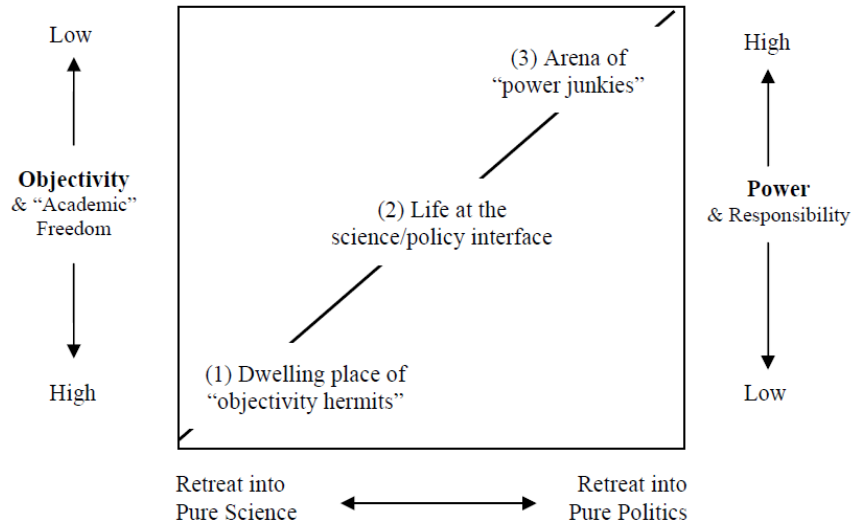 Low
Objectivity
& “Academic”
Freedom
High
(3) Arena of
“power junkies”
(2) Life at the
science/policy interface
(1) Dwelling place of
“objectivity hermits”
High
Power
& Responsibility
Low
Retreat into
Pure Science
Retreat into
Pure Politics